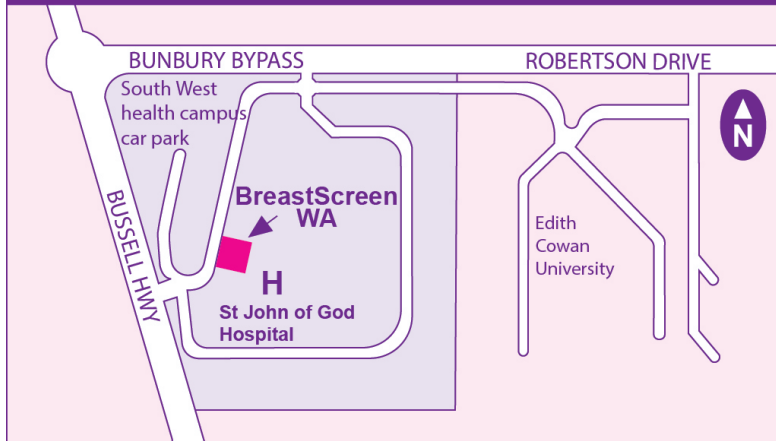 BUNBURY BYPASS
ROBERTSON DRIVE
South West
health campus
car park
N
BUSSELL HWY
BreastScreen
WA
H
St John of God
Hospital
Edith
Cowan
University